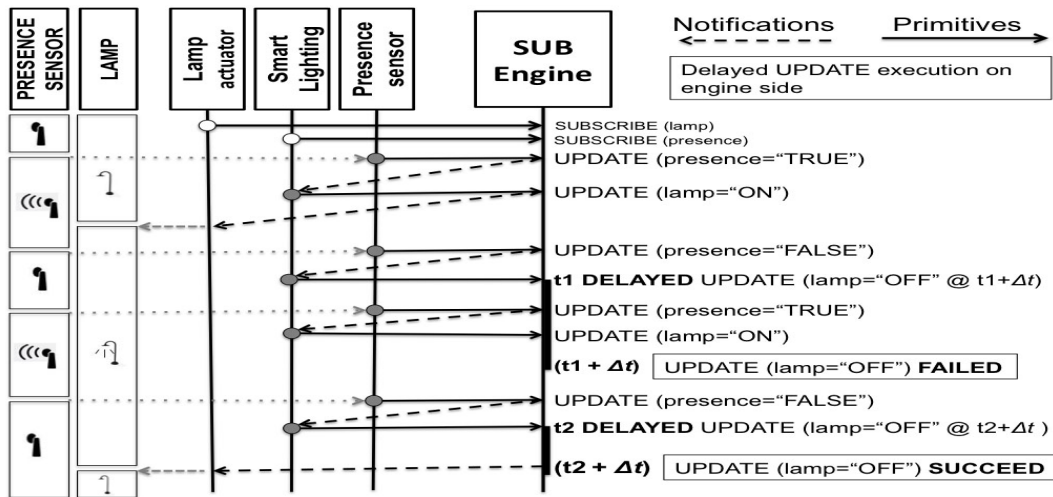 PRESENCE
SENSOR
LAMP
Lamp
actuator
Smart
Lighting
Presence
sensor
SUB
Engine
Notifications
Primitives
Delayed UPDATE execution on
engine side
SUBSCRIBE (lamp)
SUBSCRIBE (presence)
UPDATE (presence=“TRUE”)
UPDATE (lamp=“ON”)
UPDATE (presence=“FALSE”)
t1 DELAYED UPDATE (lamp=“OFF” @ t1+Δt)
UPDATE (presence=“TRUE”)
UPDATE (lamp=“ON”)
(t1 + Δt) UPDATE (lamp=“OFF”) FAILED
UPDATE (presence=“FALSE”)
t2 DELAYED UPDATE (lamp=“OFF” @ t2+Δt )
(t2 + Δt) UPDATE (lamp=“OFF”) SUCCEED